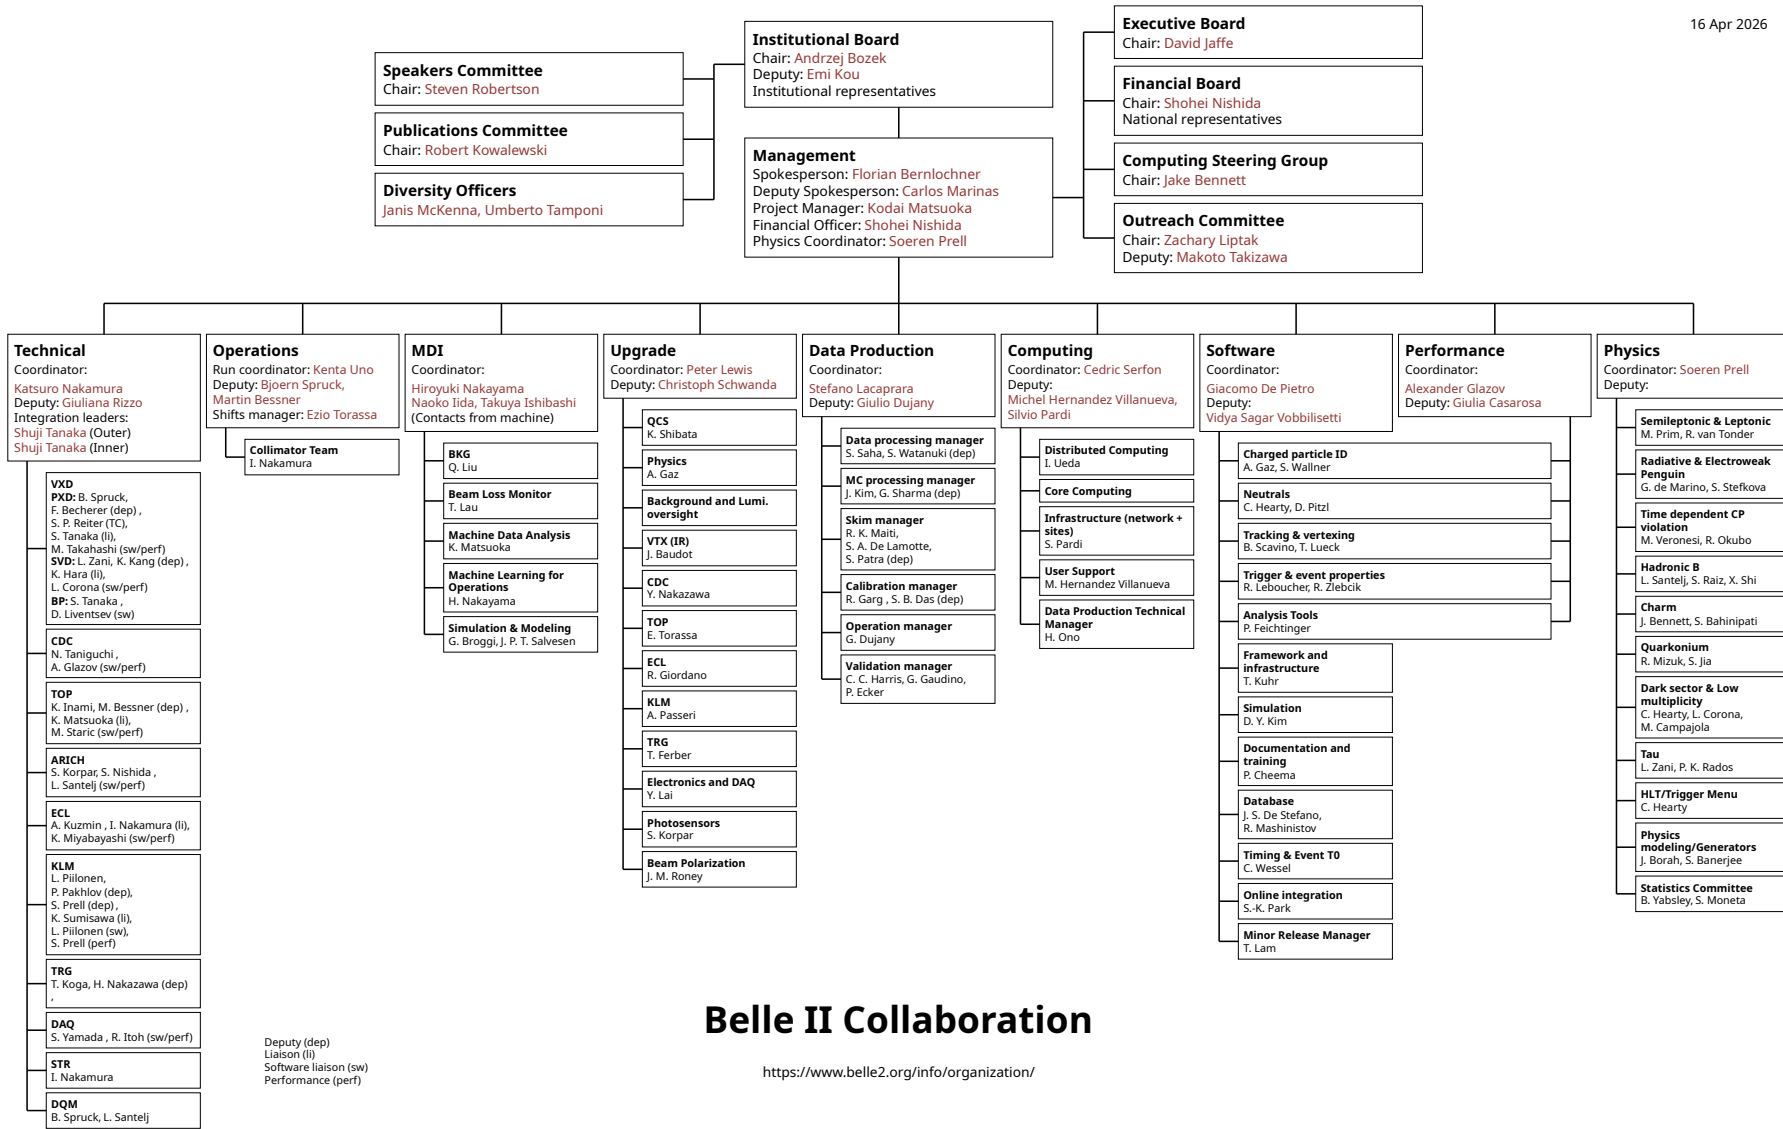 16 Apr 2026
Institutional Board
Chair: Andrzej Bozek
Deputy: Emi Kou
Institutional representatives
Speakers Committee
Chair: Steven Robertson
Publications Committee
Chair: Robert Kowalewski
Diversity Officers
Janis McKenna, Umberto Tamponi
Management
Spokesperson: Florian Bernlochner
Deputy Spokesperson: Carlos Marinas
Project Manager: Kodai Matsuoka
Financial Officer: Shohei Nishida
Physics Coordinator: Soeren Prell
Executive Board
Chair: David Jaffe
Financial Board
Chair: Shohei Nishida
National representatives
Computing Steering Group
Chair: Jake Bennett
Outreach Committee
Chair: Zachary Liptak
Deputy: Makoto Takizawa
Technical
Coordinator:
Katsuro Nakamura
Deputy: Giuliana Rizzo
Integration leaders:
Shuji Tanaka (Outer)
Shuji Tanaka (Inner)
VXD
PXD: B. Spruck,
F. Becherer (dep) ,
S. P. Reiter (TC),
S. Tanaka (li),
M. Takahashi (sw/perf)
SVD: L. Zani, K. Kang (dep) ,
K. Hara (li),
L. Corona (sw/perf)
BP: S. Tanaka ,
D. Liventsev (sw)
CDC
N. Taniguchi ,
A. Glazov (sw/perf)
TOP
K. Inami, M. Bessner (dep) ,
K. Matsuoka (li),
M. Staric (sw/perf)
ARICH
S. Korpar, S. Nishida ,
L. Santelj (sw/perf)
ECL
A. Kuzmin , I. Nakamura (li),
K. Miyabayashi (sw/perf)
KLM
L. Piilonen,
P. Pakhlov (dep),
S. Prell (dep) ,
K. Sumisawa (li),
L. Piilonen (sw),
S. Prell (perf)
TRG
T. Koga, H. Nakazawa (dep)
,
DAQ
S. Yamada , R. Itoh (sw/perf)
STR
I. Nakamura
DQM
B. Spruck, L. Santelj
Operations
Run coordinator: Kenta Uno
Deputy: Bjoern Spruck,
Martin Bessner
Shifts manager: Ezio Torassa
Collimator Team
I. Nakamura
MDI
Coordinator:
Hiroyuki Nakayama
Naoko Iida, Takuya Ishibashi
(Contacts from machine)
BKG
Q. Liu
Beam Loss Monitor
T. Lau
Machine Data Analysis
K. Matsuoka
Machine Learning for
Operations
H. Nakayama
Simulation & Modeling
G. Broggi, J. P. T. Salvesen
Upgrade
Coordinator: Peter Lewis
Deputy: Christoph Schwanda
QCS
K. Shibata
Physics
A. Gaz
Background and Lumi.
oversight
VTX (IR)
J. Baudot
CDC
Y. Nakazawa
TOP
E. Torassa
ECL
R. Giordano
KLM
A. Passeri
TRG
T. Ferber
Electronics and DAQ
Y. Lai
Photosensors
S. Korpar
Beam Polarization
J. M. Roney
Data Production
Coordinator:
Stefano Lacaprara
Deputy: Giulio Dujany
Data processing manager
S. Saha, S. Watanuki (dep)
MC processing manager
J. Kim, G. Sharma (dep)
Skim manager
R. K. Maiti,
S. A. De Lamotte,
S. Patra (dep)
Calibration manager
R. Garg , S. B. Das (dep)
Operation manager
G. Dujany
Validation manager
C. C. Harris, G. Gaudino,
P. Ecker
Computing
Coordinator: Cedric Serfon
Deputy:
Michel Hernandez Villanueva,
Silvio Pardi
Distributed Computing
I. Ueda
Core Computing
Infrastructure (network +
sites)
S. Pardi
User Support
M. Hernandez Villanueva
Data Production Technical
Manager
H. Ono
Software
Coordinator:
Giacomo De Pietro
Deputy:
Vidya Sagar Vobbilisetti
Performance
Coordinator:
Alexander Glazov
Deputy: Giulia Casarosa
Charged particle ID
A. Gaz, S. Wallner
Neutrals
C. Hearty, D. Pitzl
Tracking & vertexing
B. Scavino, T. Lueck
Trigger & event properties
R. Leboucher, R. Zlebcik
Analysis Tools
P. Feichtinger
Framework and
infrastructure
T. Kuhr
Simulation
D. Y. Kim
Documentation and
training
P. Cheema
Database
J. S. De Stefano,
R. Mashinistov
Timing & Event T0
C. Wessel
Online integration
S.-K. Park
Minor Release Manager
T. Lam
Physics
Coordinator: Soeren Prell
Deputy:
Semileptonic & Leptonic
M. Prim, R. van Tonder
Radiative & Electroweak
Penguin
G. de Marino, S. Stefkova
Time dependent CP
violation
M. Veronesi, R. Okubo
Hadronic B
L. Santelj, S. Raiz, X. Shi
Charm
J. Bennett, S. Bahinipati
Quarkonium
R. Mizuk, S. Jia
Dark sector & Low
multiplicity
C. Hearty, L. Corona,
M. Campajola
Tau
L. Zani, P. K. Rados
HLT/Trigger Menu
C. Hearty
Physics
modeling/Generators
J. Borah, S. Banerjee
Statistics Committee
B. Yabsley, S. Moneta
Deputy (dep)
Liaison (li)
Software liaison (sw)
Performance (perf)
Belle II Collaboration
https://www.belle2.org/info/organization/